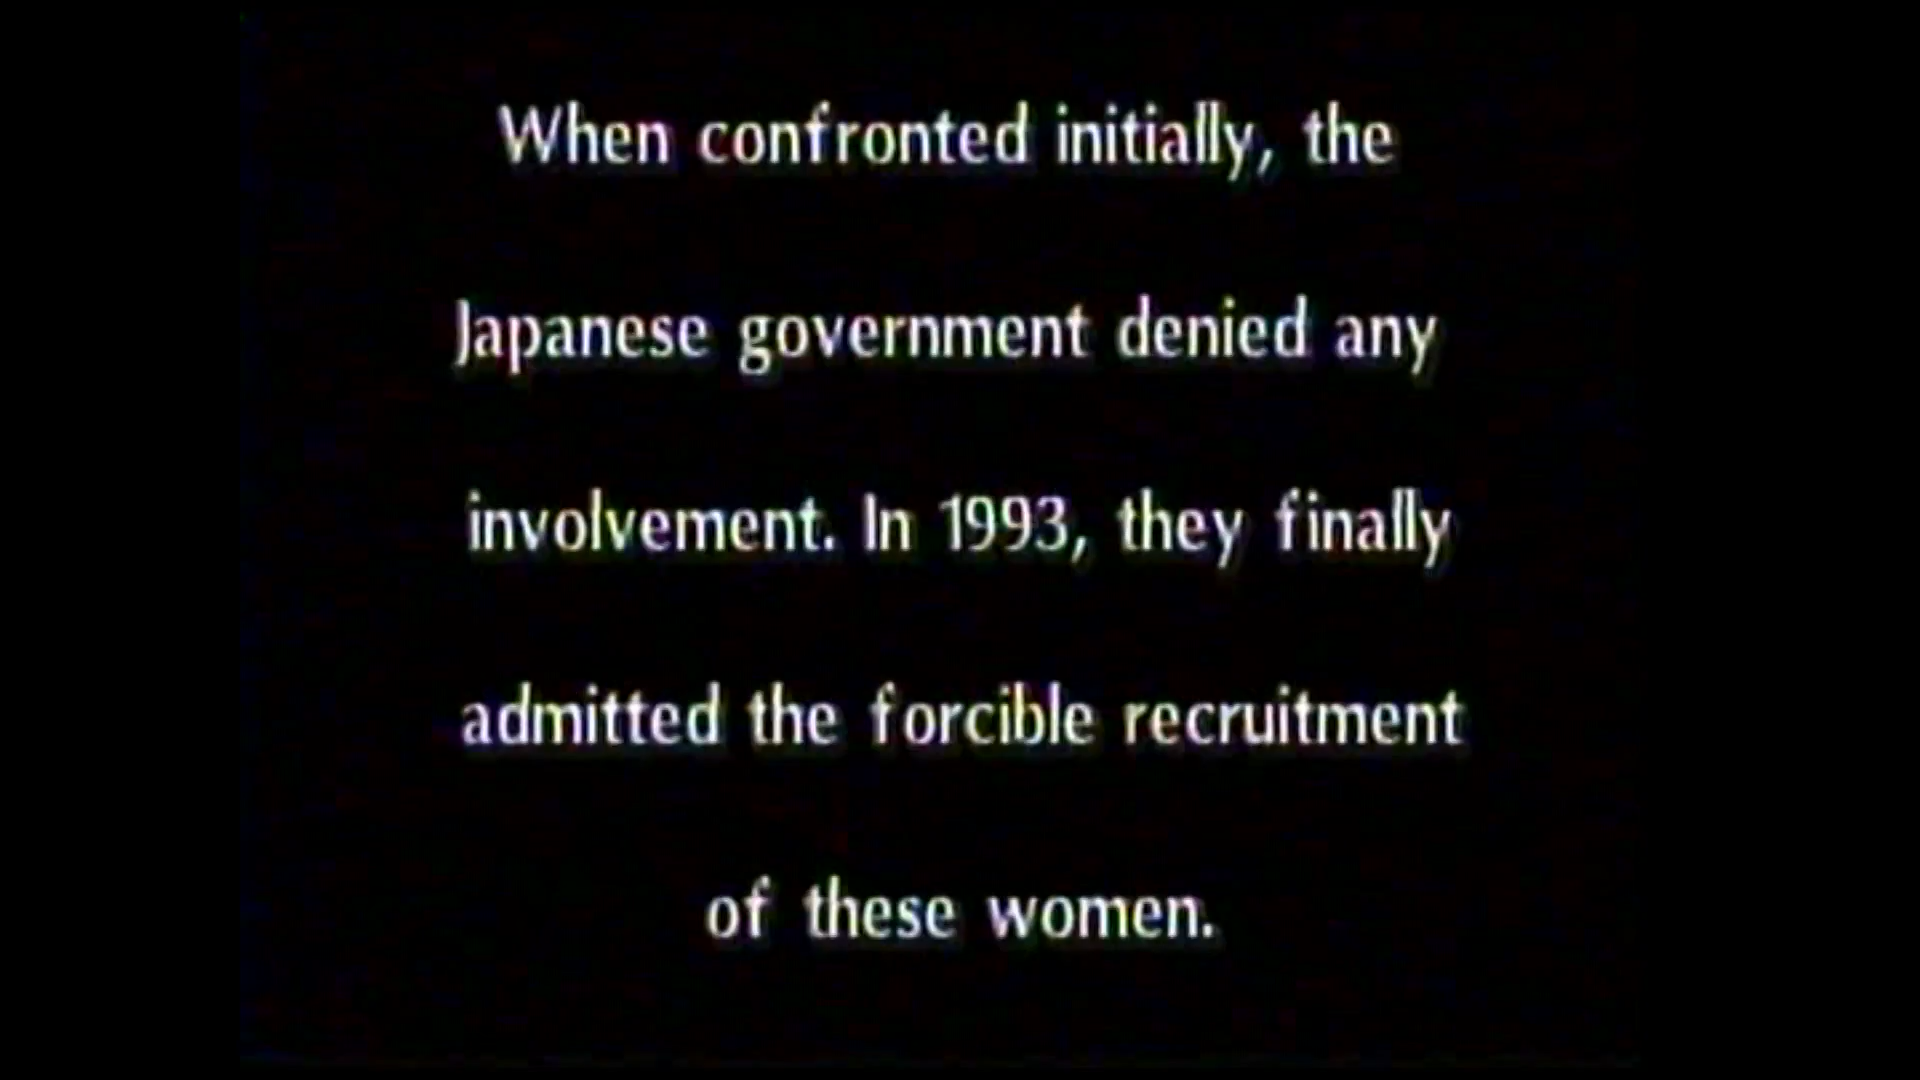 When confronted initially, the
Japanese government denied any
involvement. In 1993, they finally
admitted the forcible recruitment
of these women.